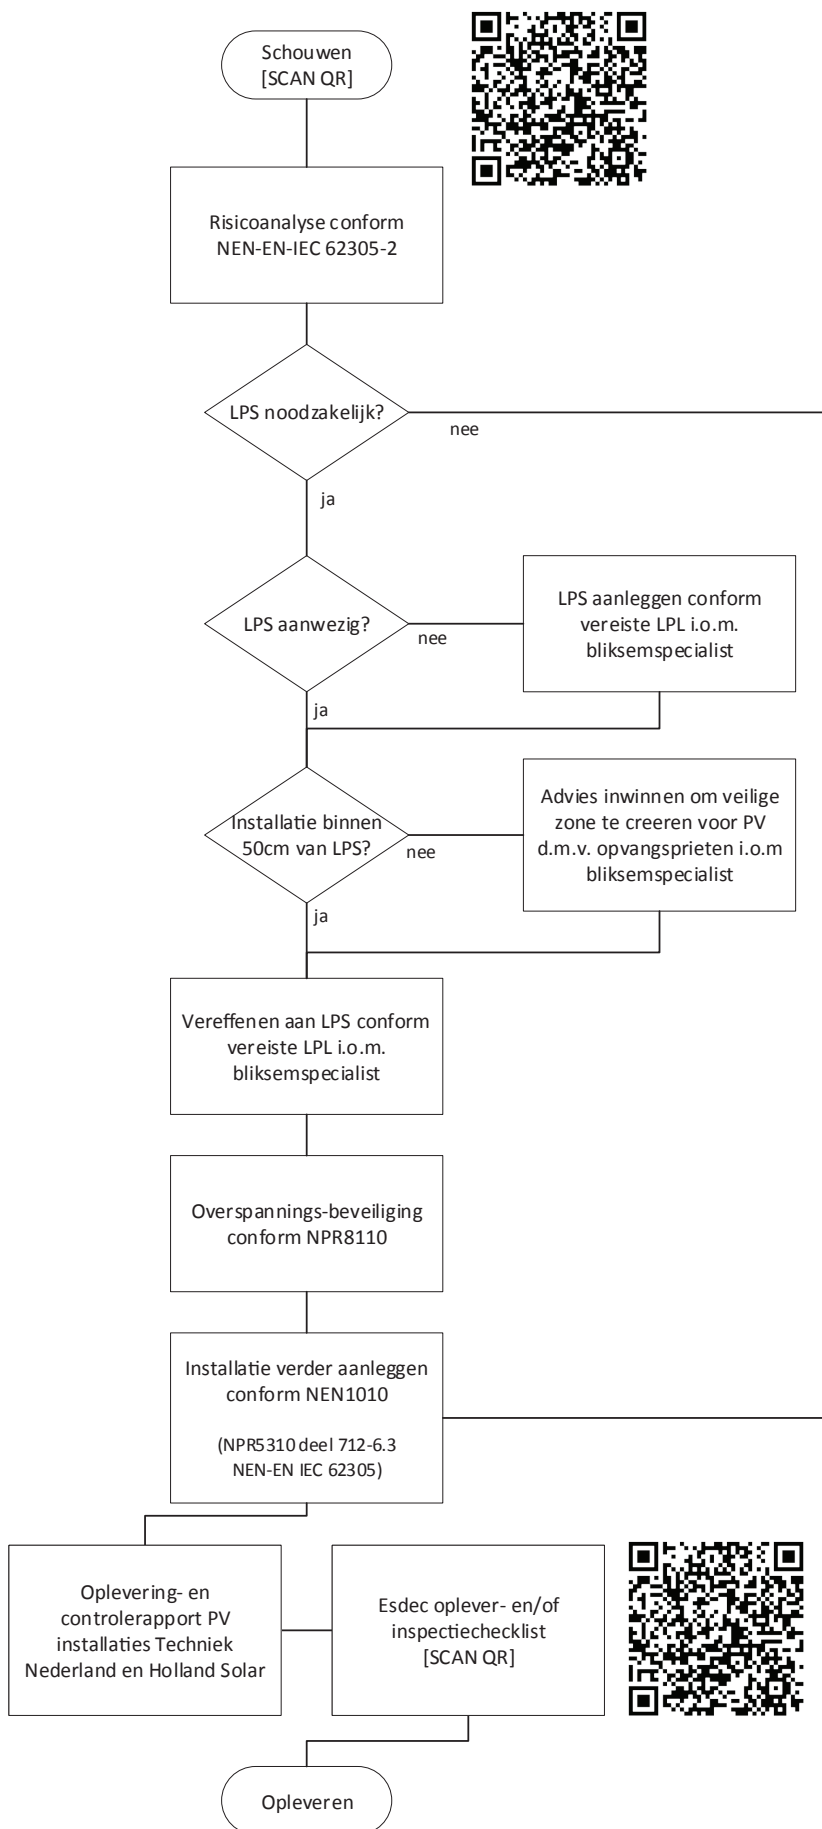 Schouwen
[SCAN QR]
Risicoanalyse conform
NEN-EN-IEC 62305-2
LPS noodzakelijk?
nee
ja
LPS aanwezig?
nee
LPS aanleggen conform
vereiste LPL i.o.m.
bliksemspecialist
ja
Installatie binnen
50cm van LPS?
nee
Advies inwinnen om veilige
zone te creeren voor PV
d.m.v. opvangsprieten i.o.m
bliksemspecialist
ja
Vereffenen aan LPS conform
vereiste LPL i.o.m.
bliksemspecialist
Overspannings-beveiliging
conform NPR8110
Installatie verder aanleggen
conform NEN1010
(NPR5310 deel 712-6.3
NEN-EN IEC 62305)
Oplevering- en
controlerapport PV
installaties Techniek
Nederland en Holland Solar
Esdec oplever- en/of
inspectiechecklist
[SCAN QR]
Opleveren